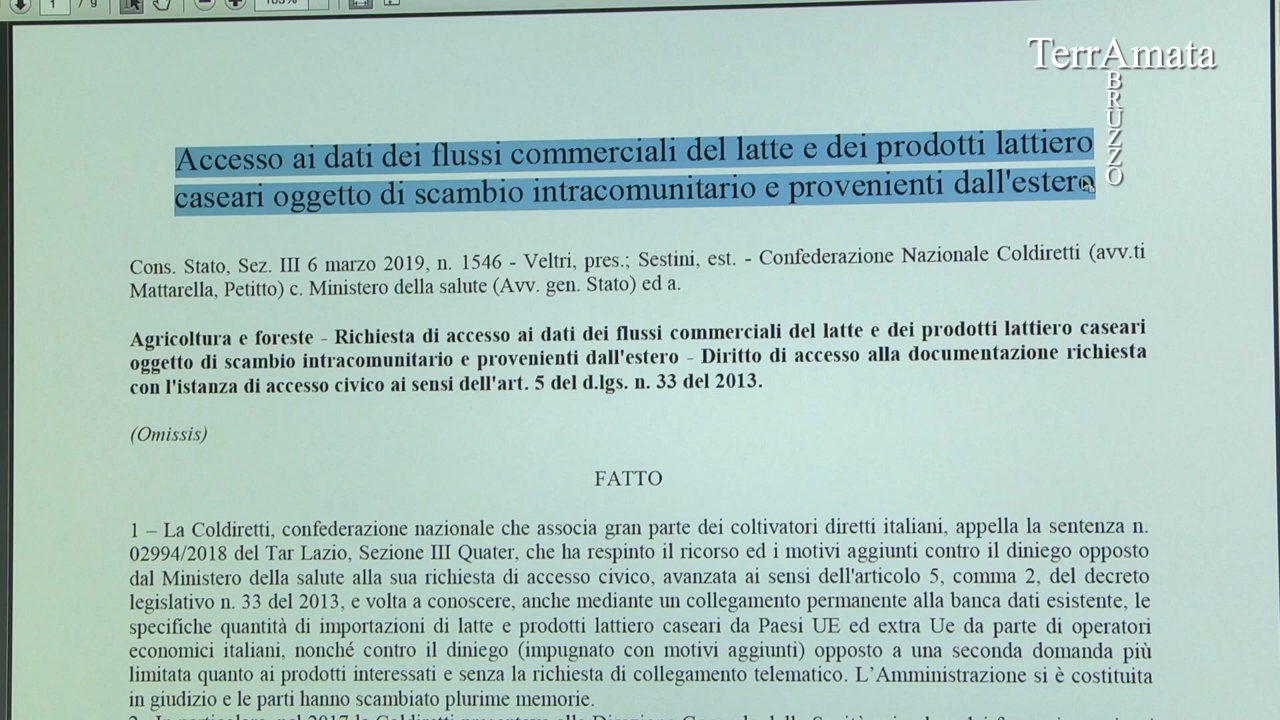 1 / 9
TerrAmata
BRUZZO
Accesso ai dati dei flussi commerciali del latte e dei prodotti lattiero
caseari oggetto di scambio intracomunitario e provenienti dall'estero
Cons. Stato, Sez. III 6 marzo 2019, n. 1546 - Veltri, pres.; Sestini, est. - Confederazione Nazionale Coldiretti (avv.ti
Mattarella, Petitto) c. Ministero della salute (Avv. gen. Stato) ed a.
Agricoltura e foreste - Richiesta di accesso ai dati dei flussi commerciali del latte e dei prodotti lattiero caseari
oggetto di scambio intracomunitario e provenienti dall'estero - Diritto di accesso alla documentazione richiesta
con l'istanza di accesso civico ai sensi dell'art. 5 del d.lgs. n. 33 del 2013.
(Omissis)
FATTO
1 – La Coldiretti, confederazione nazionale che associa gran parte dei coltivatori diretti italiani, appella la sentenza n.
02994/2018 del Tar Lazio, Sezione III Quater, che ha respinto il ricorso ed i motivi aggiunti contro il diniego opposto
dal Ministero della salute alla sua richiesta di accesso civico, avanzata ai sensi dell'articolo 5, comma 2, del decreto
legislativo n. 33 del 2013, e volta a conoscere, anche mediante un collegamento permanente alla banca dati esistente, le
specifiche quantità di importazioni di latte e prodotti lattiero caseari da Paesi UE ed extra Ue da parte di operatori
economici italiani, nonché contro il diniego (impugnato con motivi aggiunti) opposto a una seconda domanda più
limitata quanto ai prodotti interessati e senza la richiesta di collegamento telematico. L'Amministrazione si è costituita
in giudizio e le parti hanno scambiato plurime memorie.